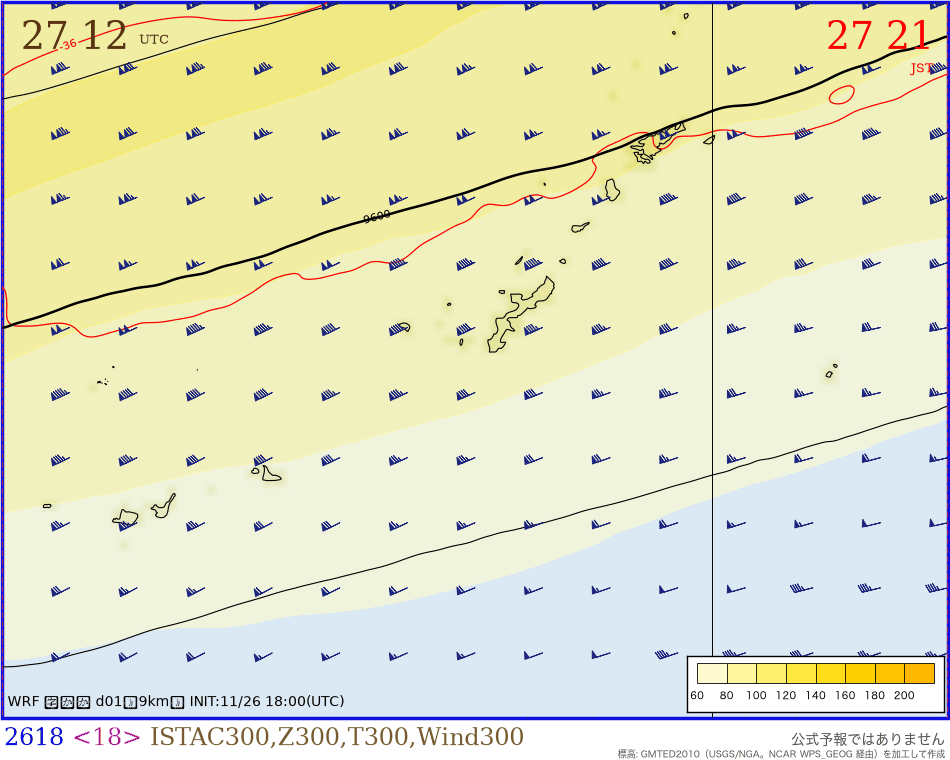 27 12 UTC
27 21
JST
-36
9600
60 80 100 120 140 160 180 200
WRF d01 9km INIT:11/26 18:00(UTC)
2618 <18> ISTAC300,Z300,T300,Wind300
公式予報ではありません
標高: GMTED2010（USGS/NGA。NCAR WPS_GEOG 経由）を加工して作成